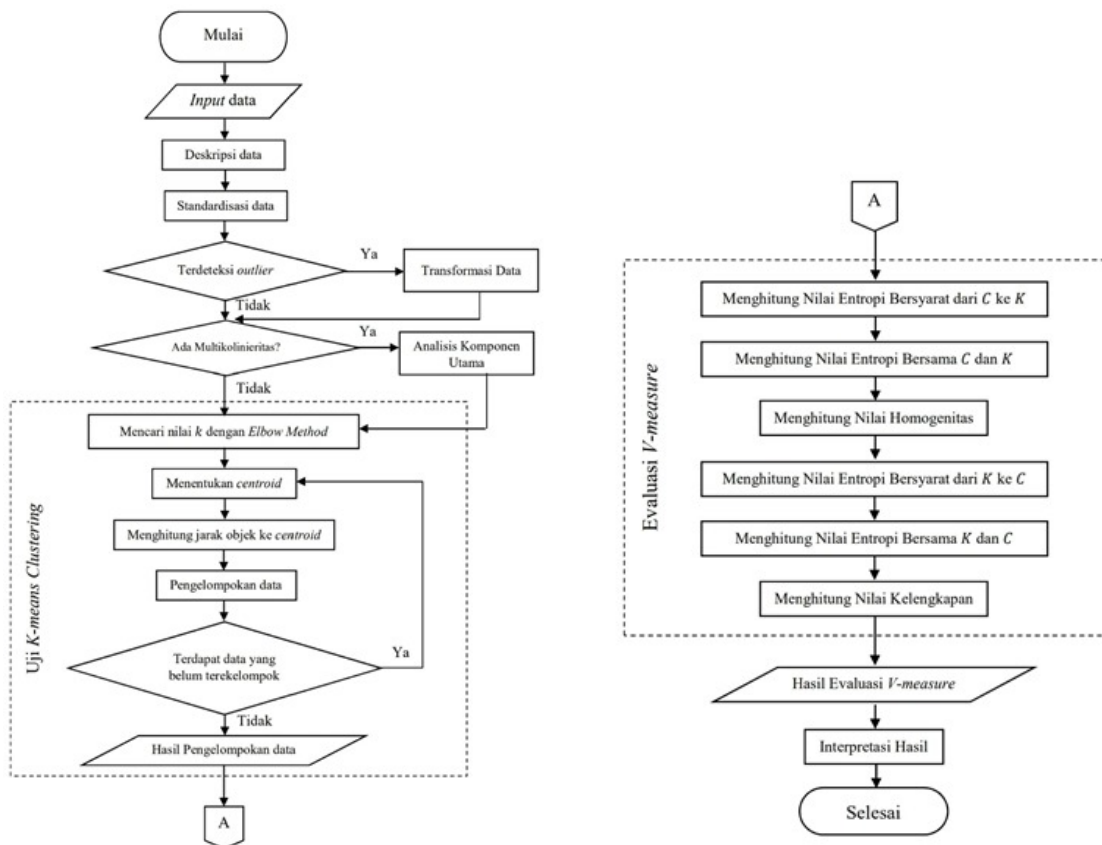 Mulai
Input data
Deskripsi data
Standardisasi data
Terdeteksi outlier
Ya
Transformasi Data
Tidak
Ada Multikolinieritas?
Ya
Analisis Komponen
Utama
Tidak
Uji K-means Clustering
Mencari nilai k dengan Elbow Method
Menentukan centroid
Menghitung jarak objek ke centroid
Pengelompokan data
Terdapat data yang
belum terekelompok
Ya
Tidak
Hasil Pengelompokan data
A
A
Evaluasi V-measure
Menghitung Nilai Entropi Bersyarat dari C ke K
Menghitung Nilai Entropi Bersama C dan K
Menghitung Nilai Homogenitas
Menghitung Nilai Entropi Bersyarat dari K ke C
Menghitung Nilai Entropi Bersama K dan C
Menghitung Nilai Kelengkapan
Hasil Evaluasi V-measure
Interpretasi Hasil
Selesai